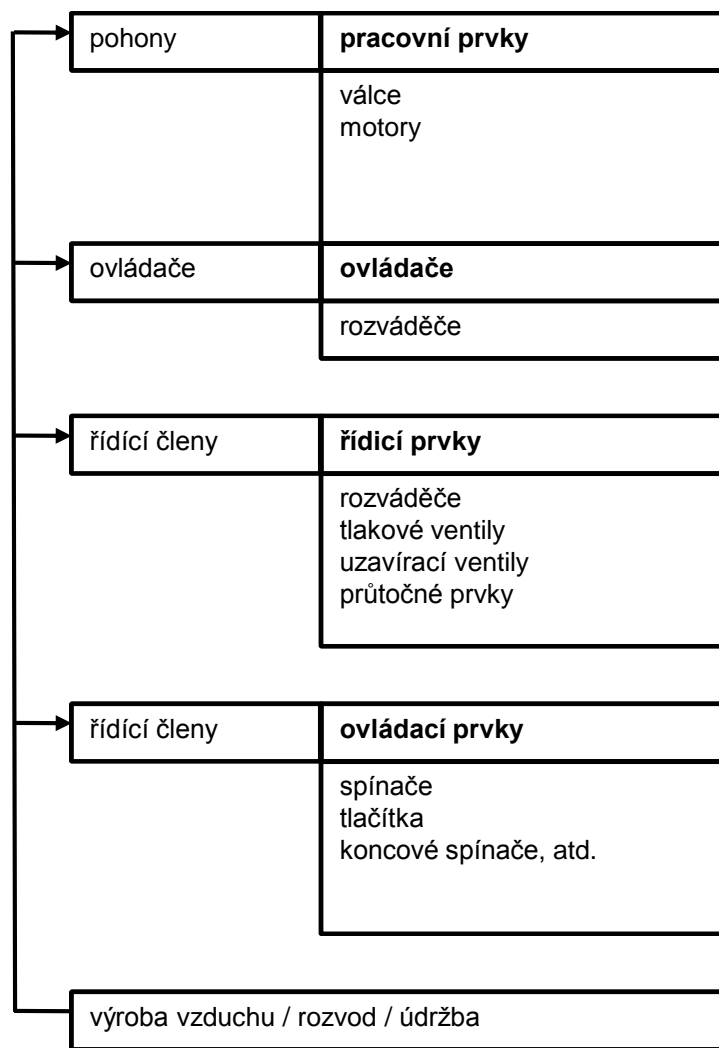 pohony pracovní prvky
válce
motory
ovládače ovládače
rozváděče
řídící členy řídicí prvky
rozváděče
tlakové ventily
uzavírací ventily
průtočné prvky
řídící členy ovládací prvky
spínače
tlačítka
koncové spínače, atd.
výroba vzduchu / rozvod / údržba